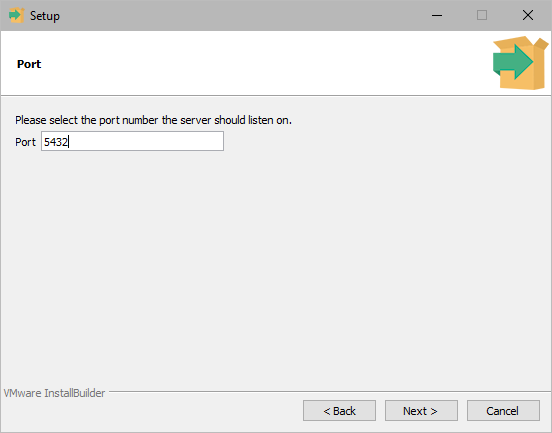 Setup
Port
Please select the port number the server should listen on.
Port 5432
VMware InstallBuilder
< Back Next > Cancel